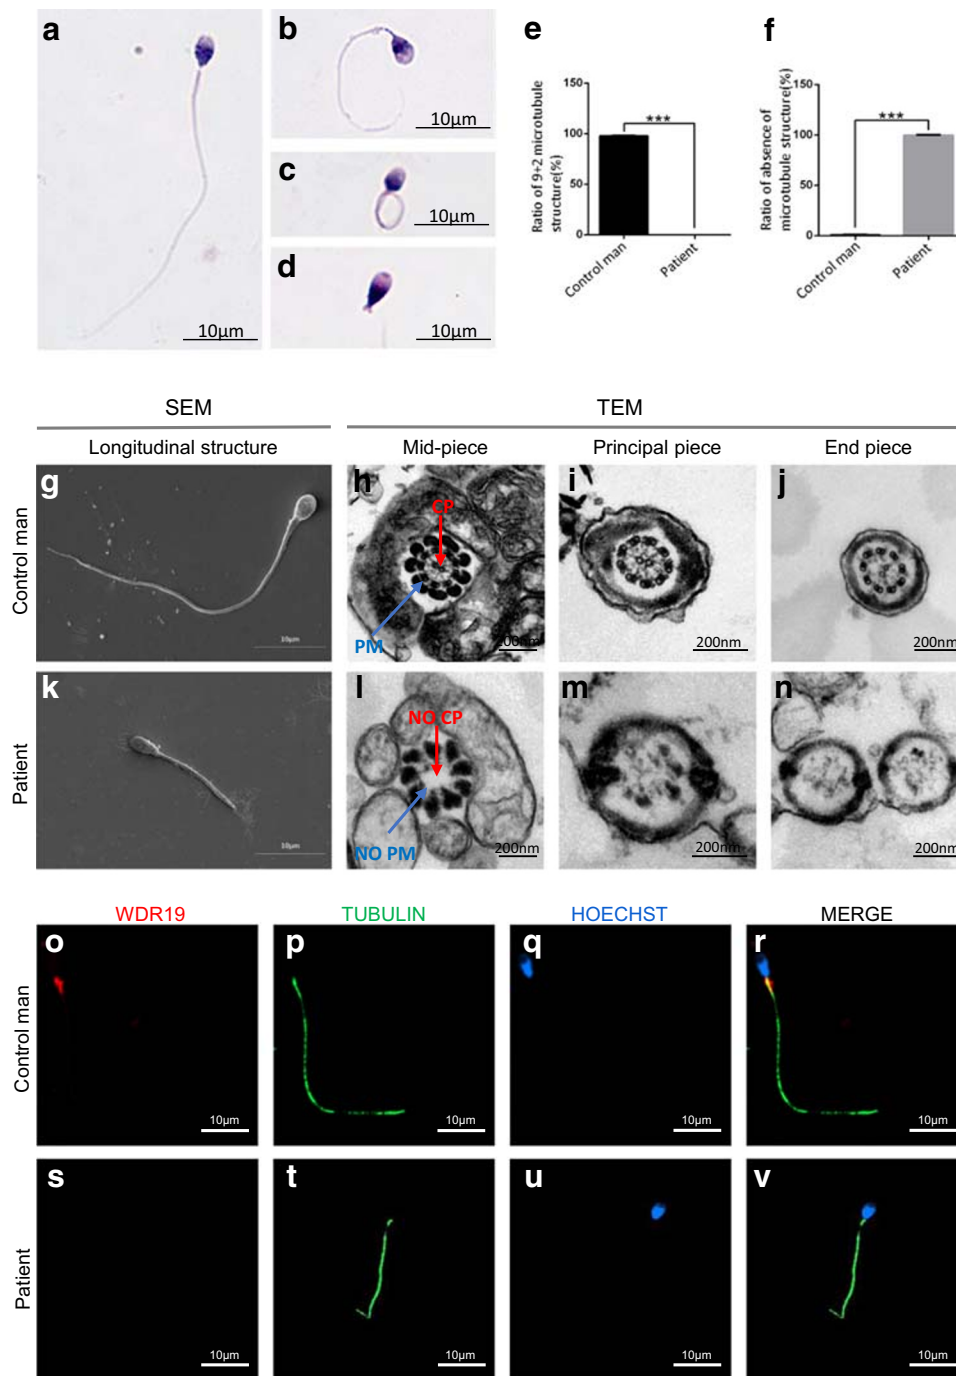 a
10μm
b
10μm
c
10μm
d
10μm
e
Ratio of 9+2 microtubule
structure(%)
150
100
50
0
***
Control man
Patient
f
Ratio of absence of
microtubule structure(%)
150
100
50
0
***
Control man
Patient
SEM
TEM
Longitudinal structure
Mid-piece
Principal piece
End piece
Control man
g
10μm
h
CP
PM
200nm
i
200nm
j
200nm
Patient
k
10μm
l
NO CP
NO PM
200nm
m
200nm
n
200nm
WDR19
TUBULIN
HOECHST
MERGE
Control man
o
10μm
p
10μm
q
10μm
r
10μm
Patient
s
10μm
t
10μm
u
10μm
v
10μm